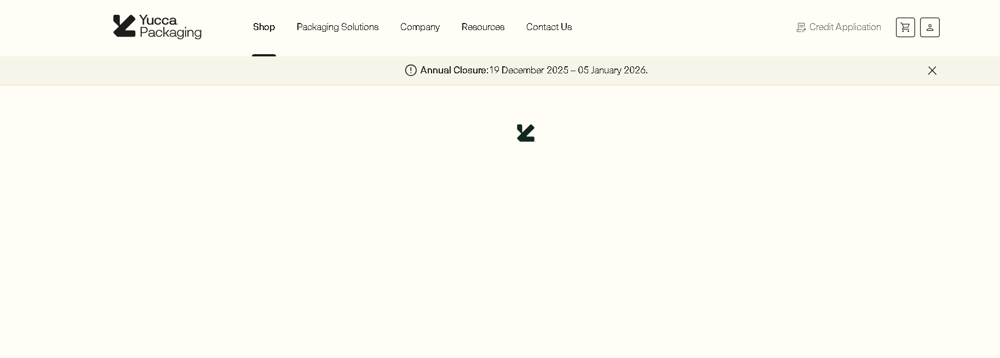 Yucca
Packaging
Shop
Packaging Solutions
Company
Resources
Contact Us
Credit Application
Annual Closure: 19 December 2025 – 05 January 2026.